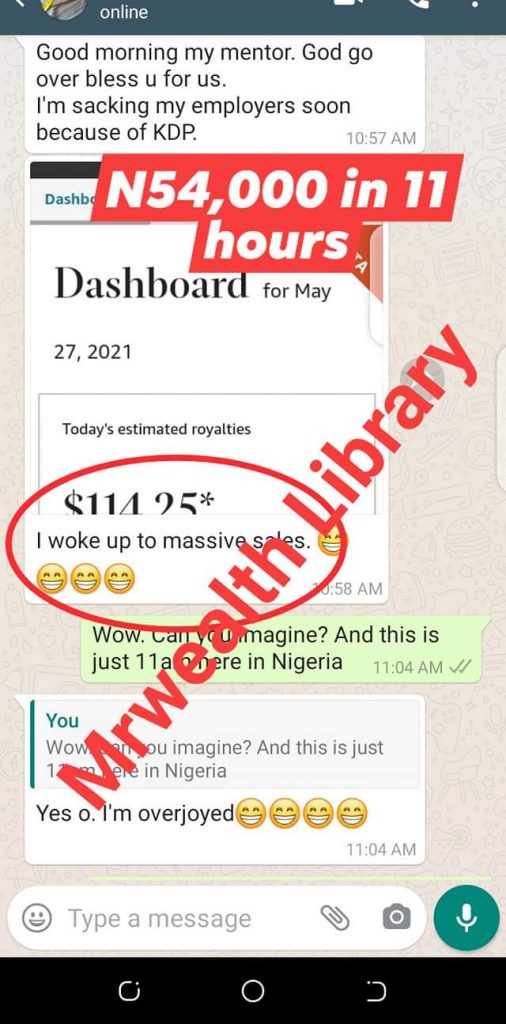 online
Good morning my mentor. God go
over bless u for us.
I'm sacking my employers soon
because of KDP.
10:57 AM
N54,000 in 11
hours
Dashboard for May
27, 2021
Today's estimated royalties
$114.25*
I woke up to massive sales.
10:58 AM
Wow. Can you imagine? And this is
just 11am here in Nigeria
11:04 AM
You
Wow. Can you imagine? And this is just
11am here in Nigeria
Yes o. I'm overjoyed😁😁😁😁
11:04 AM
Type a message
Mrwealth Library